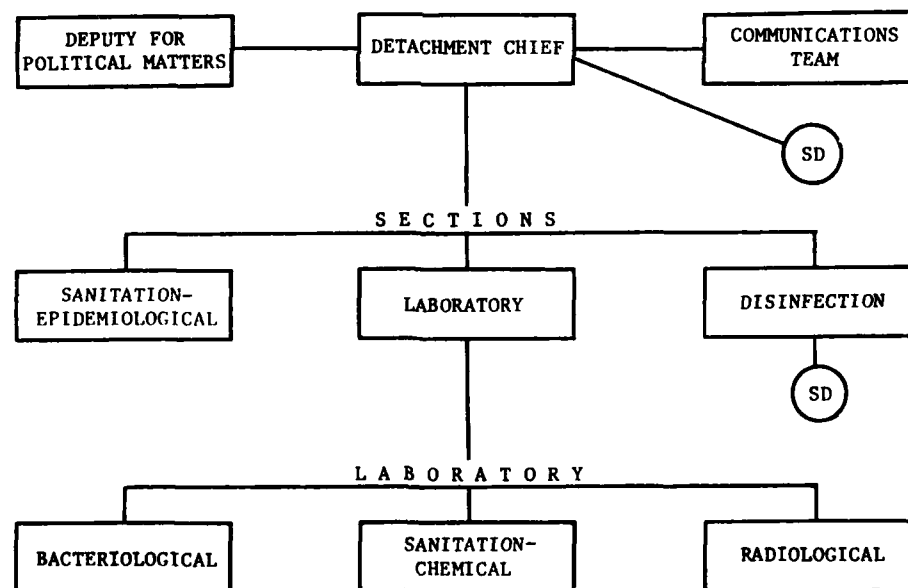 DEPUTY FOR
POLITICAL MATTERS
DETACHMENT CHIEF
COMMUNICATIONS
TEAM
SD
SECTIONS
SANITATION-
EPIDEMIOLOGICAL
LABORATORY
DISINFECTION
SD
LABORATORY
BACTERIOLOGICAL
SANITATION-
CHEMICAL
RADIOLOGICAL